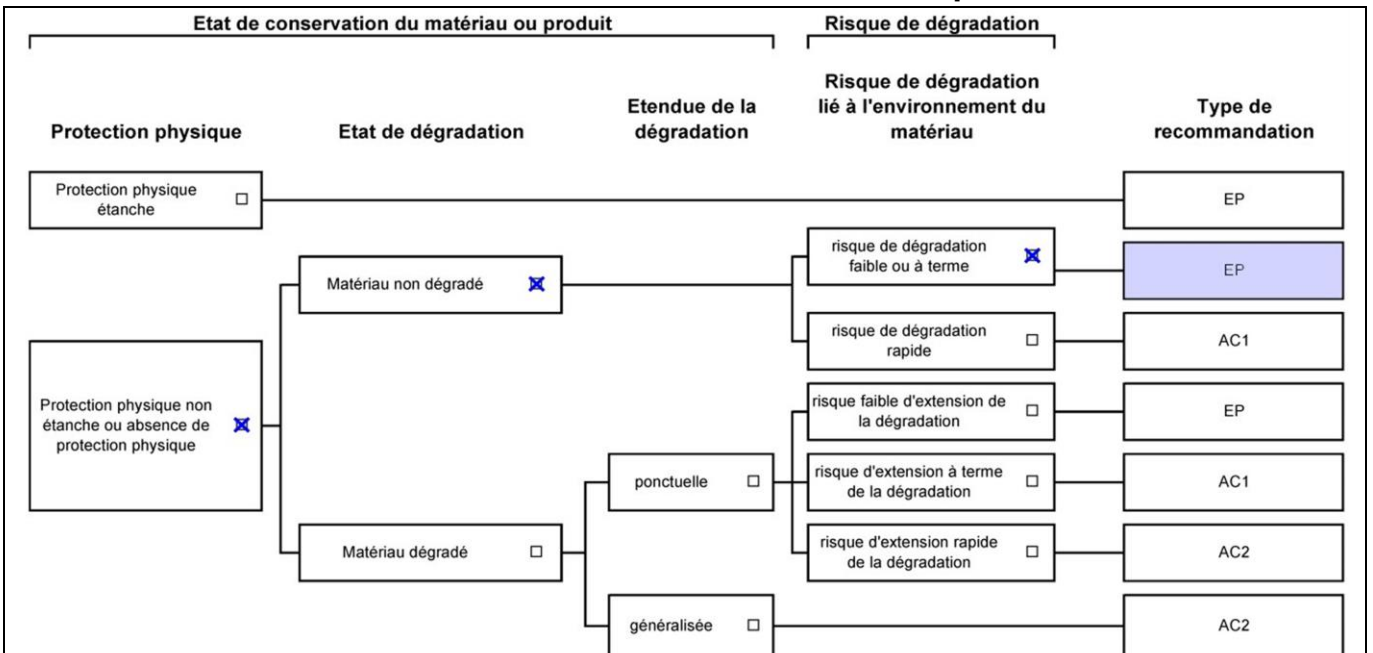 Etat de conservation du matériau ou produit
Risque de dégradation
Protection physique
Etat de dégradation
Etendue de la
dégradation
Risque de dégradation
lié à l'environnement du
matériau
Type de
recommandation
Protection physique
étanche
EP
risque de dégradation
faible ou à terme
EP
Matériau non dégradé
risque de dégradation
rapide
AC1
Protection physique non
étanche ou absence de
protection physique
risque faible d'extension de
la dégradation
EP
ponctuelle
risque d'extension à terme
de la dégradation
AC1
Matériau dégradé
risque d'extension rapide
de la dégradation
AC2
généralisée
AC2